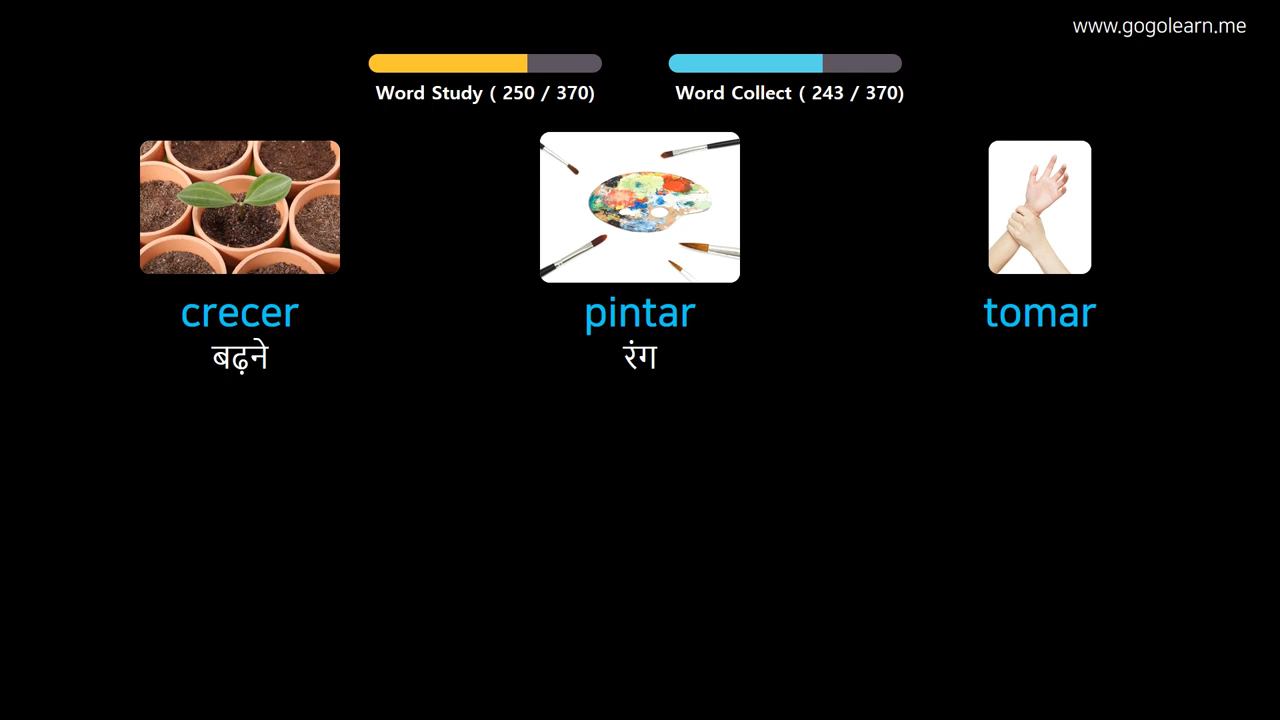 www.gogolearn.me
Word Study ( 250 / 370)
Word Collect ( 243 / 370)
crecer
pintar
tomar
बढ़ने
रंग